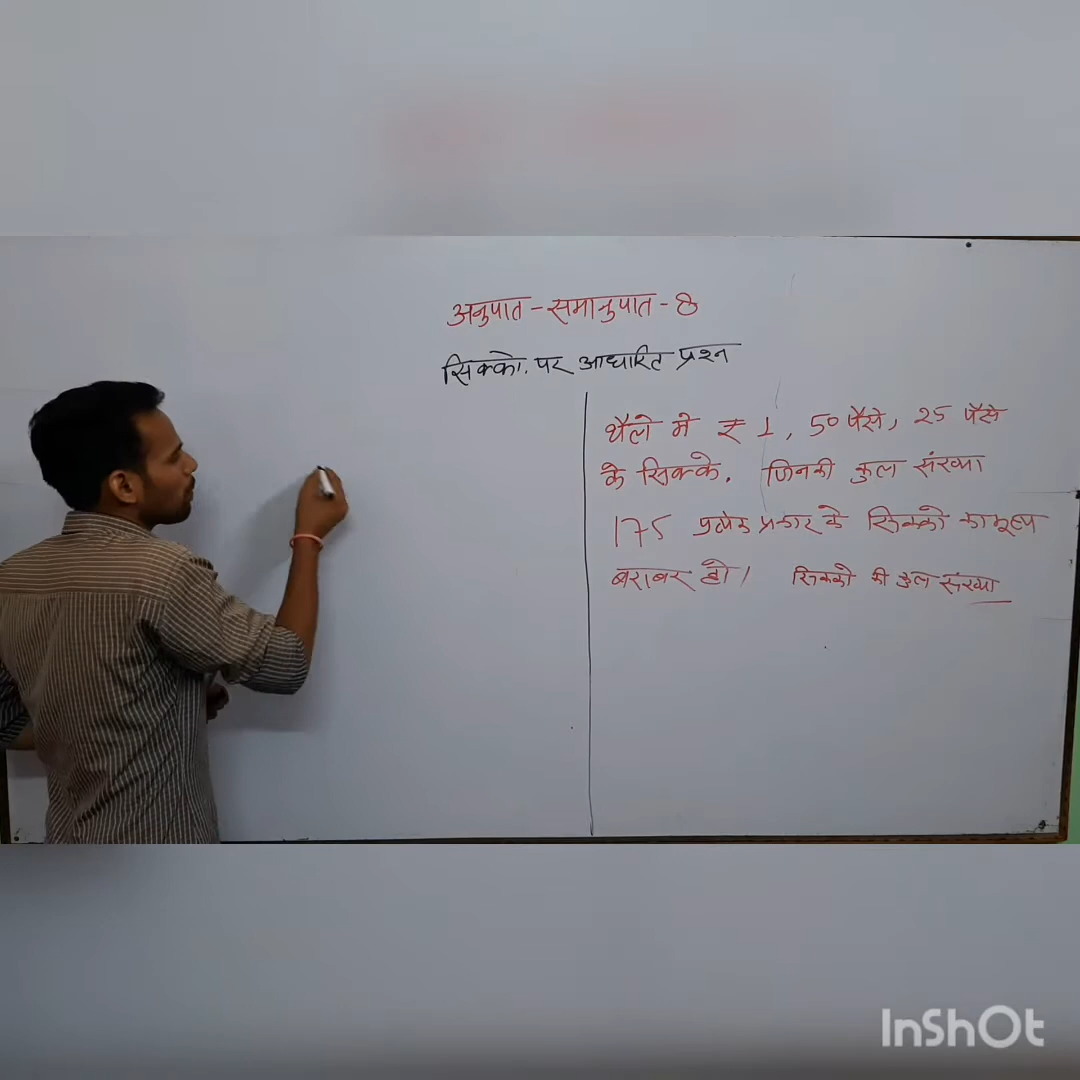 अनुपात - समानुपात - 8
सिक्को पर आधारित प्रश्न
थैलो मे ₹ 1, 50 पैसे, 25 पैसे
के सिक्के. जिनकी कुल संख्या
175 प्रत्येक प्रकार के सिक्को का मूल्य
बराबर हो। सिक्को की कुल संख्या
InShOt